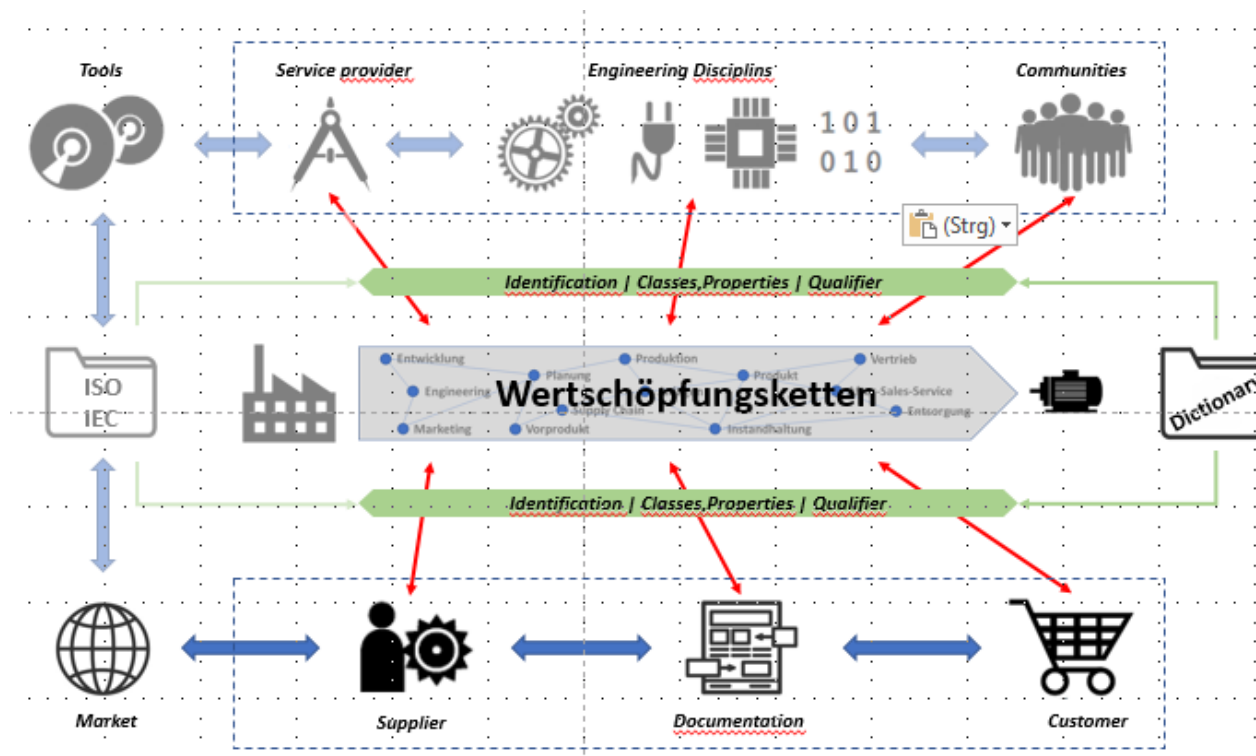 Tools
Service provider
Engineering Disciplins
Communities
101
010
(Strg)
Identification | Classes,Properties | Qualifier
Entwicklung
Produktion
Vertrieb
Planung
Produkt
ISO
IEC
Engineering
Wertschöpfungsketten
-Sales-Service
Supply Chain
Entsorgung
Marketing
Vorprodukt
Instandhaltung
Dictionary
Identification | Classes,Properties | Qualifier
Market
Supplier
Documentation
Customer